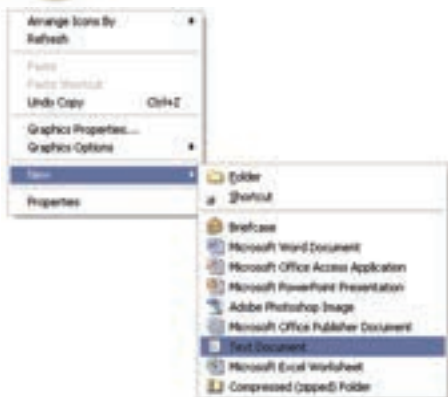 Arrange Icons By
Refresh
Paste
Paste Shortcut
Undo Copy Ctrl+Z
Graphics Properties...
Graphics Options
New
Properties
Folder
Shortcut
Briefcase
Microsoft Word Document
Microsoft Office Access Application
Microsoft PowerPoint Presentation
Adobe Photoshop Image
Microsoft Office Publisher Document
Text Document
Microsoft Excel Worksheet
Compressed (zipped) Folder